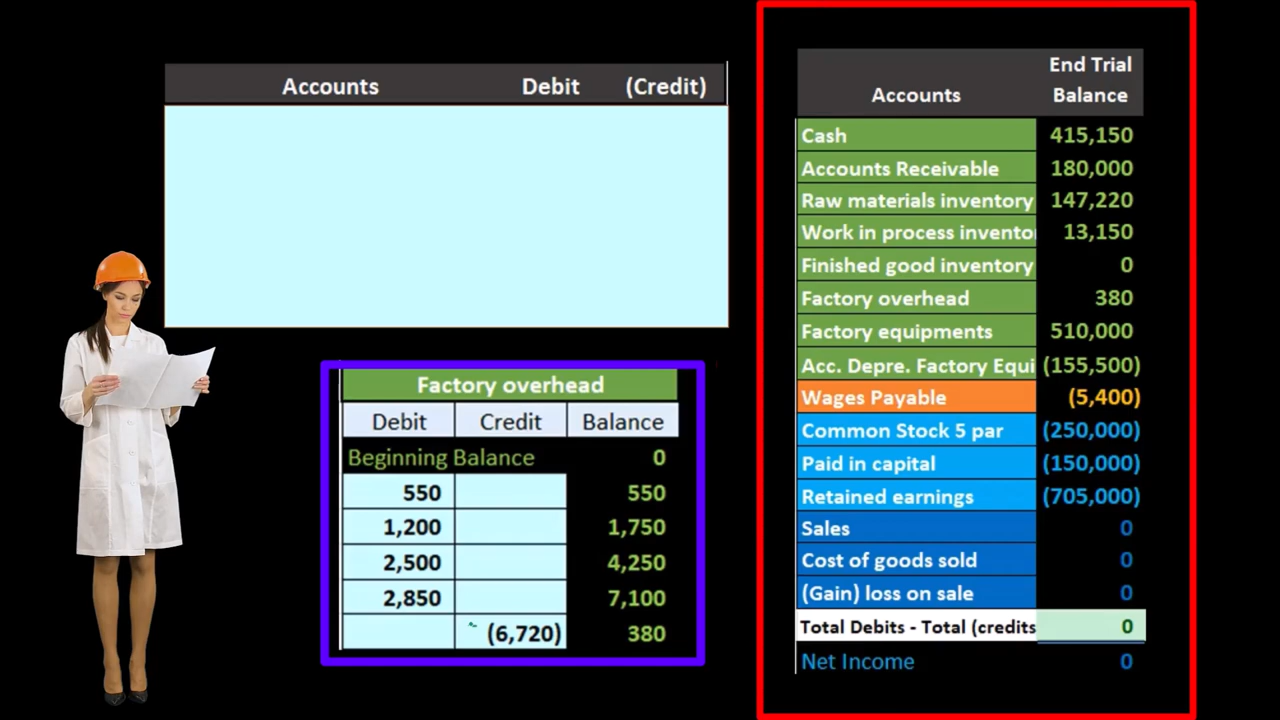 Accounts Debit (Credit)
Factory overhead
Debit Credit Balance
Beginning Balance 0
550 550
1,200 1,750
2,500 4,250
2,850 7,100
(6,720) 380
End Trial
Accounts Balance
Cash 415,150
Accounts Receivable 180,000
Raw materials inventory 147,220
Work in process invento 13,150
Finished good inventory 0
Factory overhead 380
Factory equipments 510,000
Acc. Depre. Factory Equi (155,500)
Wages Payable (5,400)
Common Stock 5 par (250,000)
Paid in capital (150,000)
Retained earnings (705,000)
Sales 0
Cost of goods sold 0
(Gain) loss on sale 0
Total Debits - Total (credits 0
Net Income 0